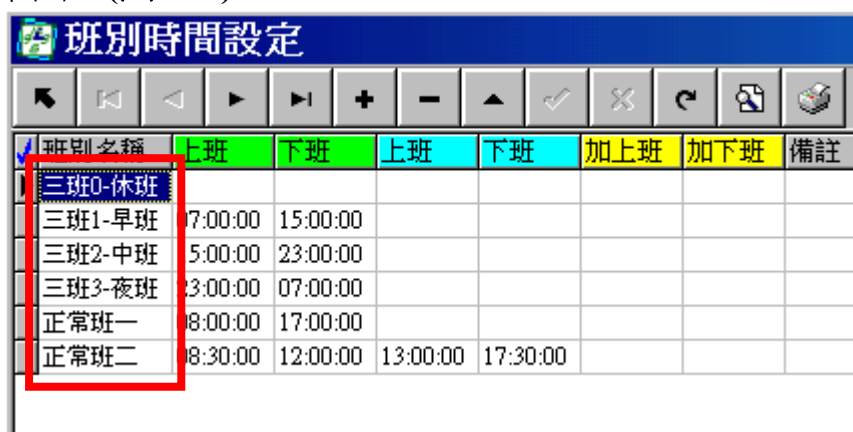 班別時間設定
班別名稱 上班 下班 上班 下班 加上班 加下班 備註
三班0-休班
三班1-早班 07:00:00 15:00:00
三班2-中班 15:00:00 23:00:00
三班3-夜班 23:00:00 07:00:00
正常班一 08:00:00 17:00:00
正常班二 08:30:00 12:00:00 13:00:00 17:30:00